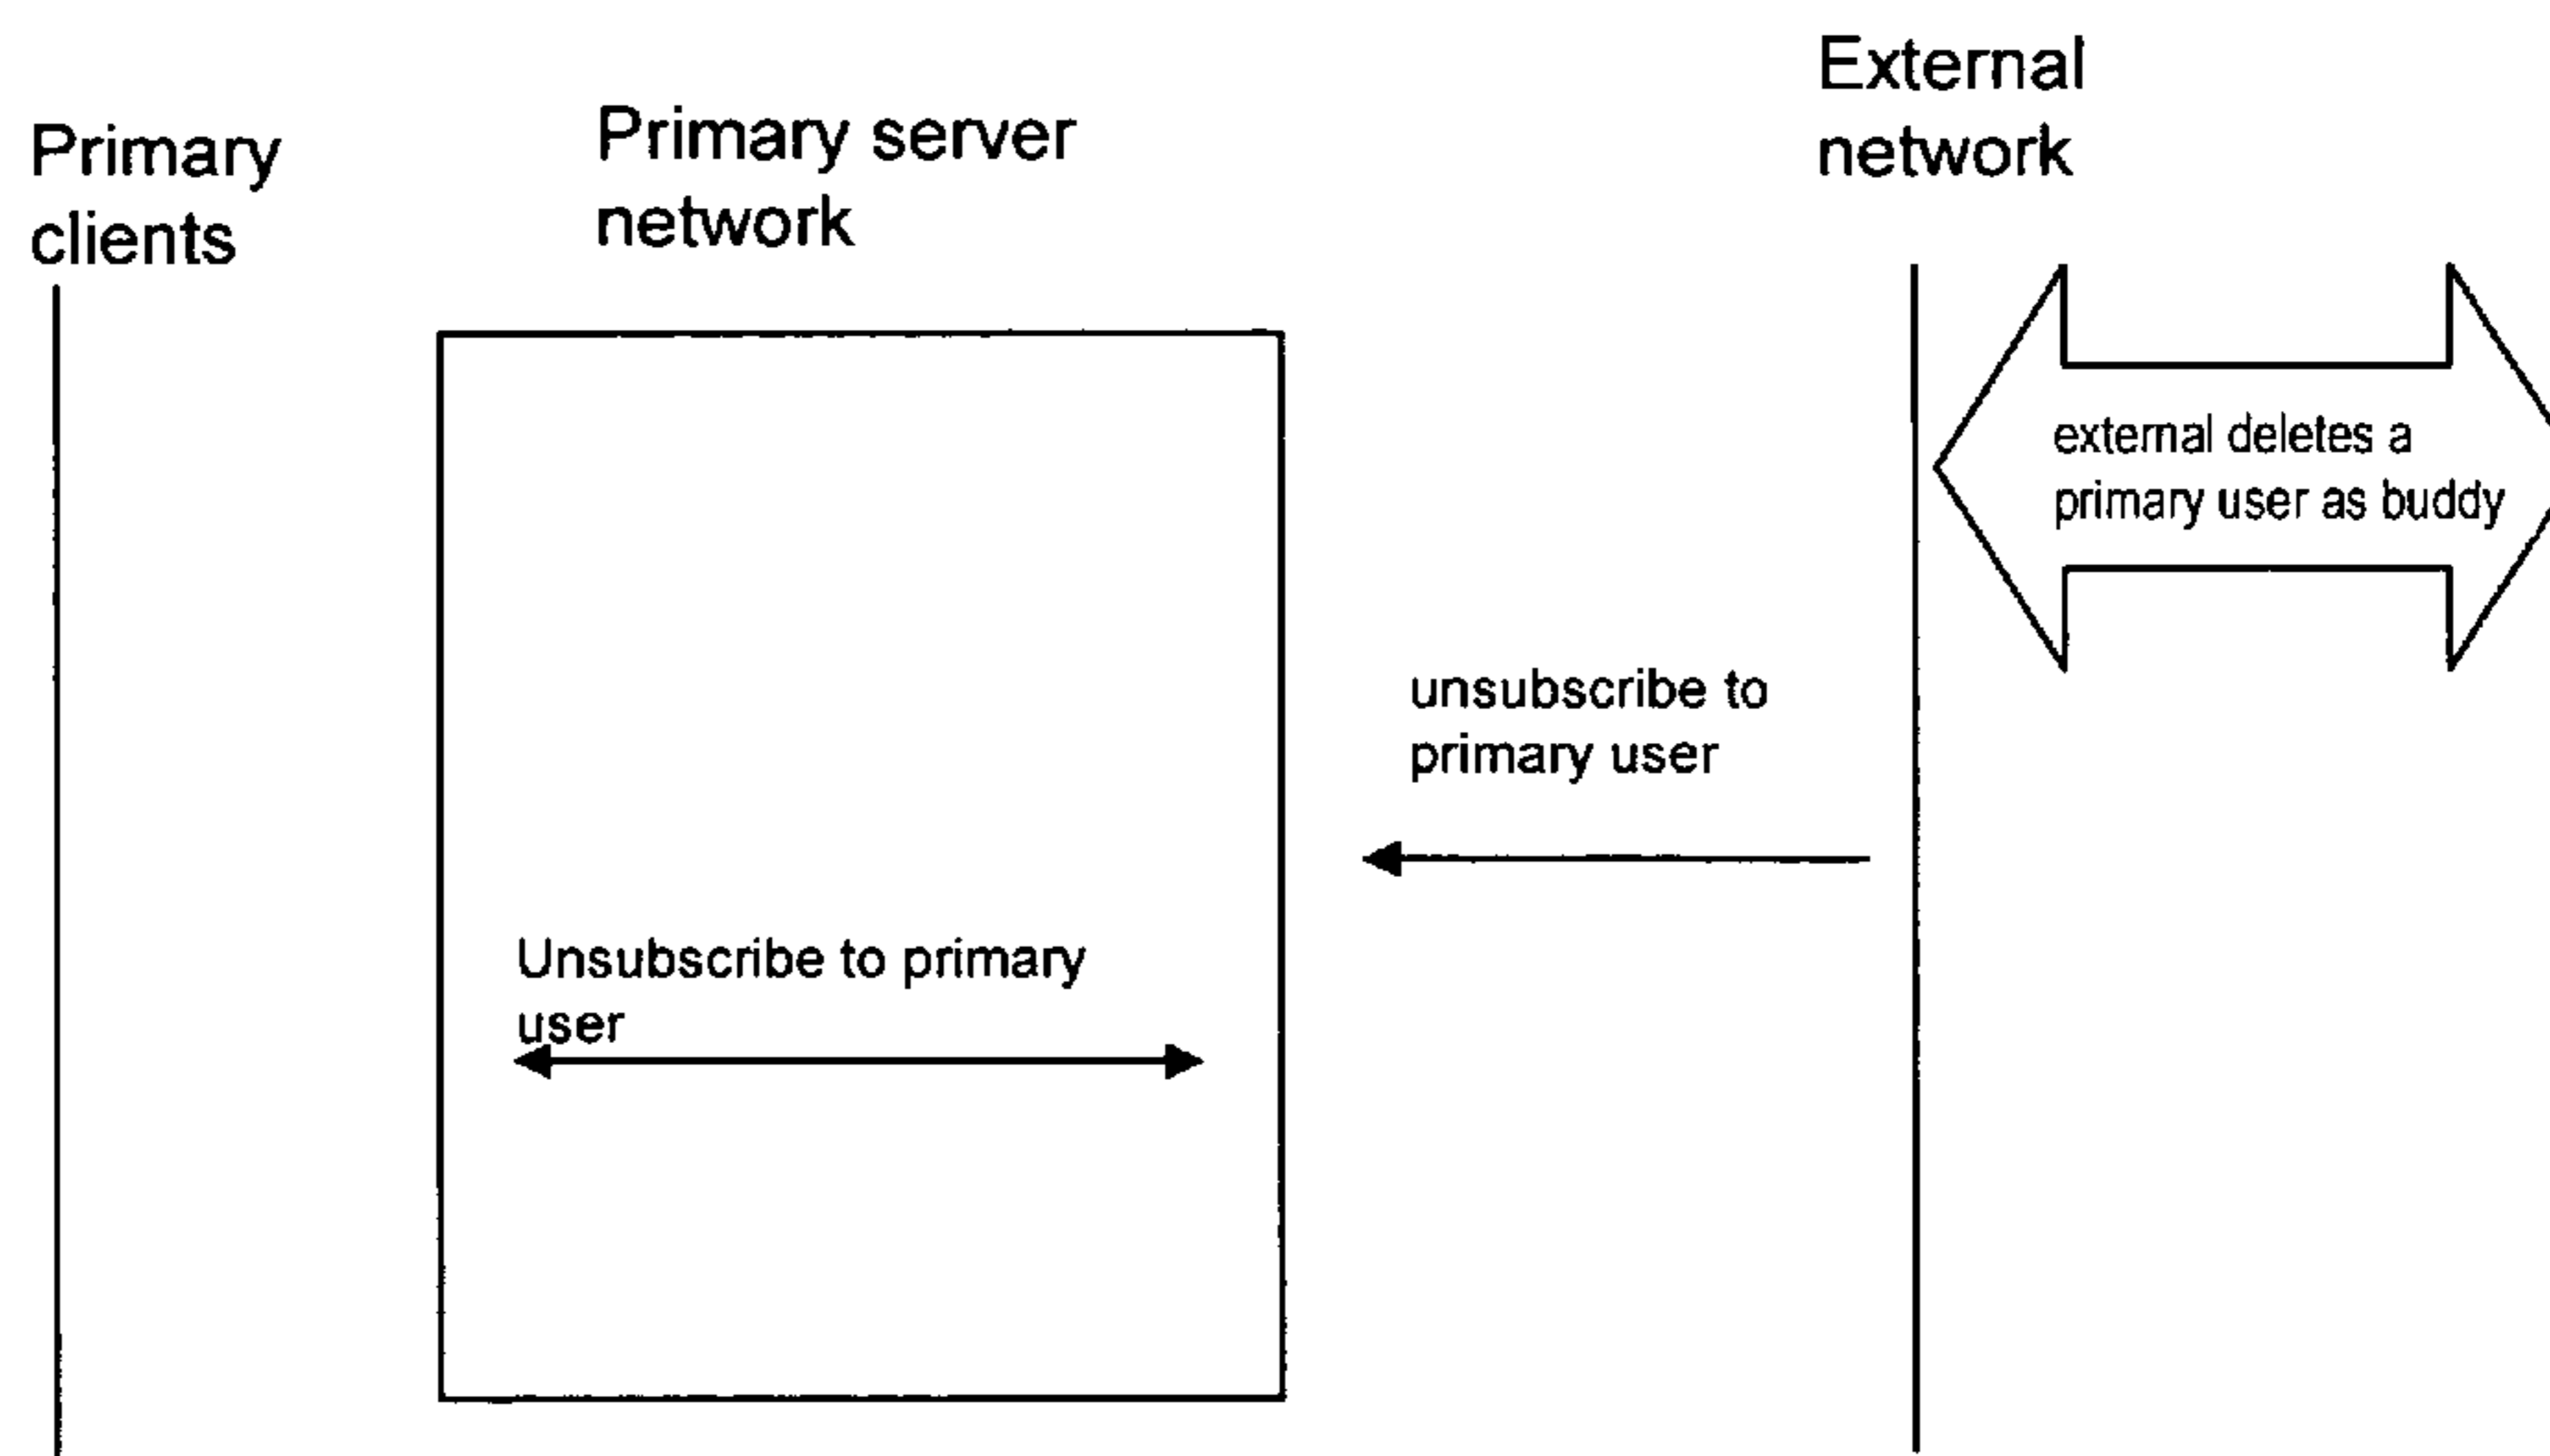 Primary
clients
Primary server
network
External
network
external deletes a
primary user as buddy
unsubscribe to
primary user
Unsubscribe to primary
user